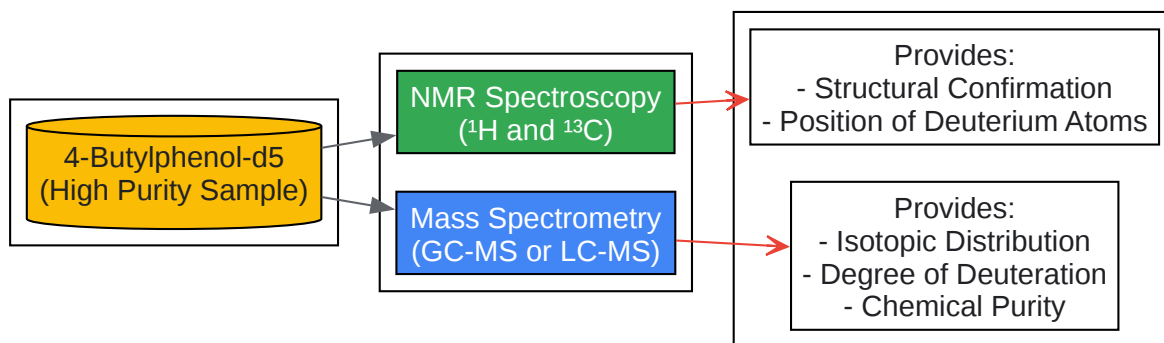 4-Butylphenol-d5
(High Purity Sample)
NMR Spectroscopy
(¹H and ¹³C)
Mass Spectrometry
(GC-MS or LC-MS)
Provides:
- Structural Confirmation
- Position of Deuterium Atoms
Provides:
- Isotopic Distribution
- Degree of Deuteration
- Chemical Purity